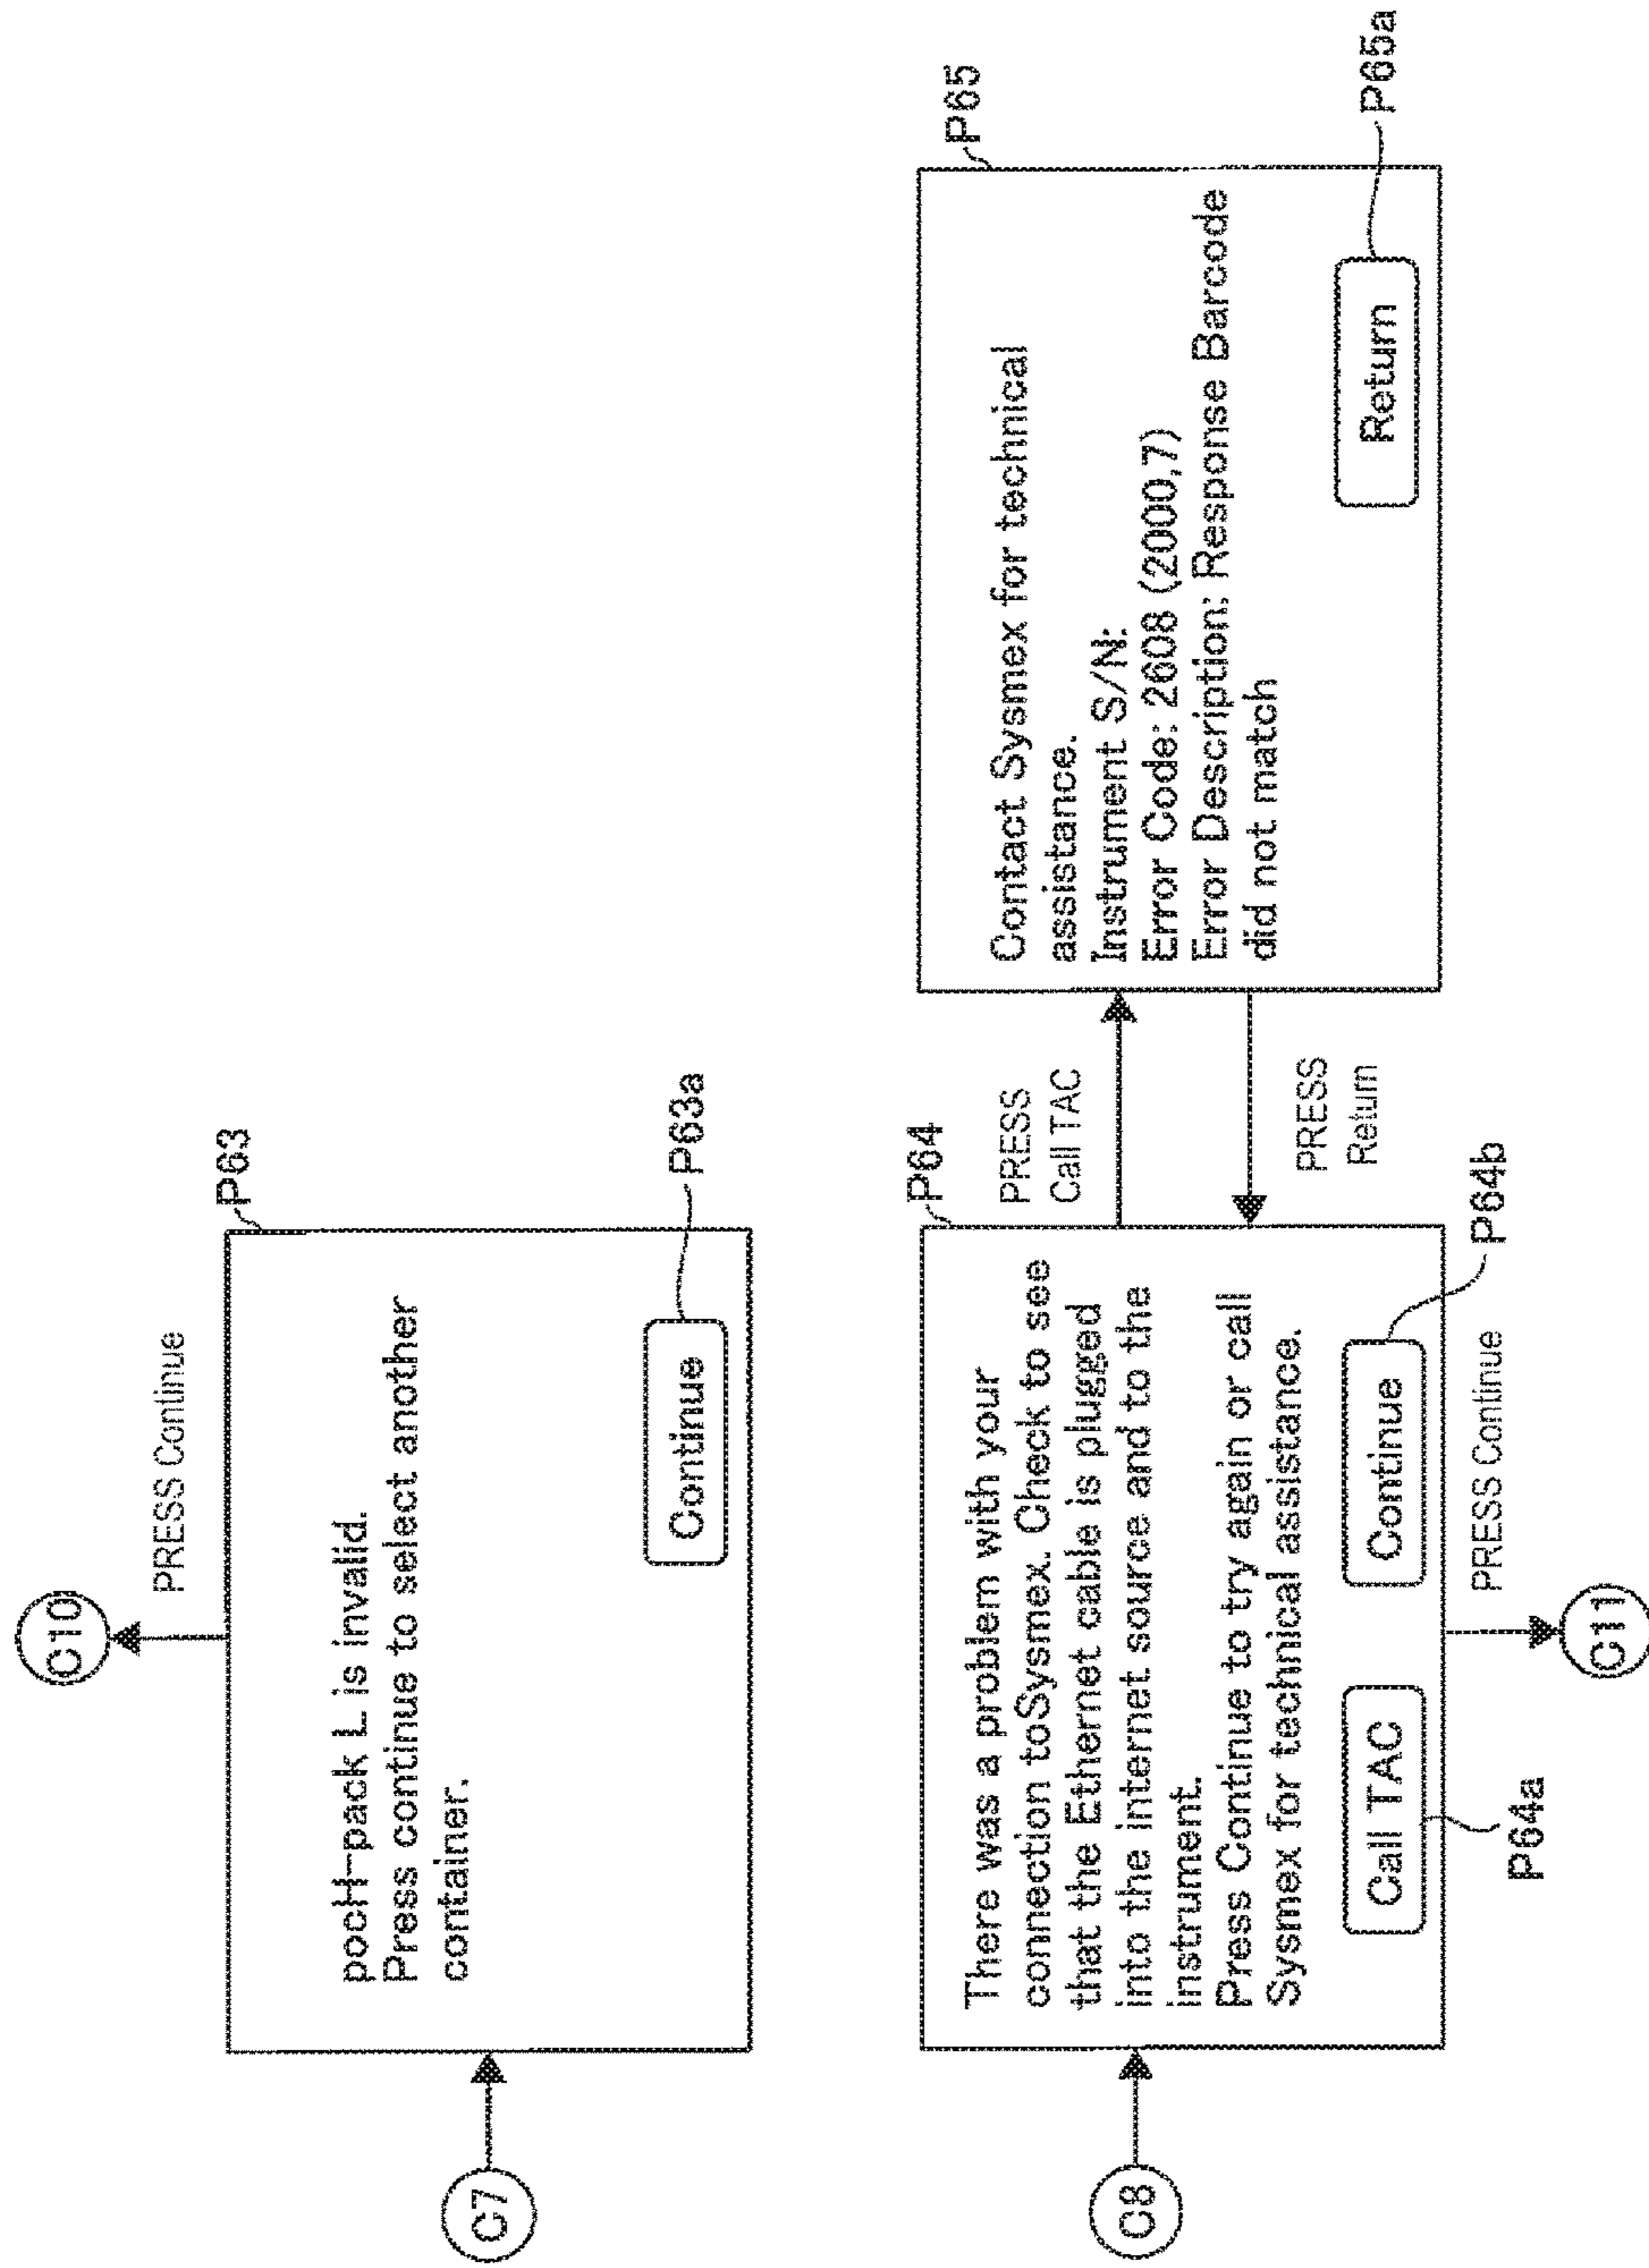 C10
PRESS Continue
P63
pocH-pack L is invalid.
Press continue to select another
container.
Continue
P63a
C7
P64
There was a problem with your
connection toSysmex. Check to see
that the Ethernet cable is plugged
into the internet source and to the
instrument.
Press Continue to try again or call
Sysmex for technical assistance.
Call TAC
Continue
P64a
P64b
C8
PRESS Continue
C11
PRESS
Call TAC
PRESS
Return
P65
Contact Sysmex for technical
assistance.
Instrument S/N:
Error Code: 2608 (2000,7)
Error Description: Response Barcode
did not match
Return
P65a